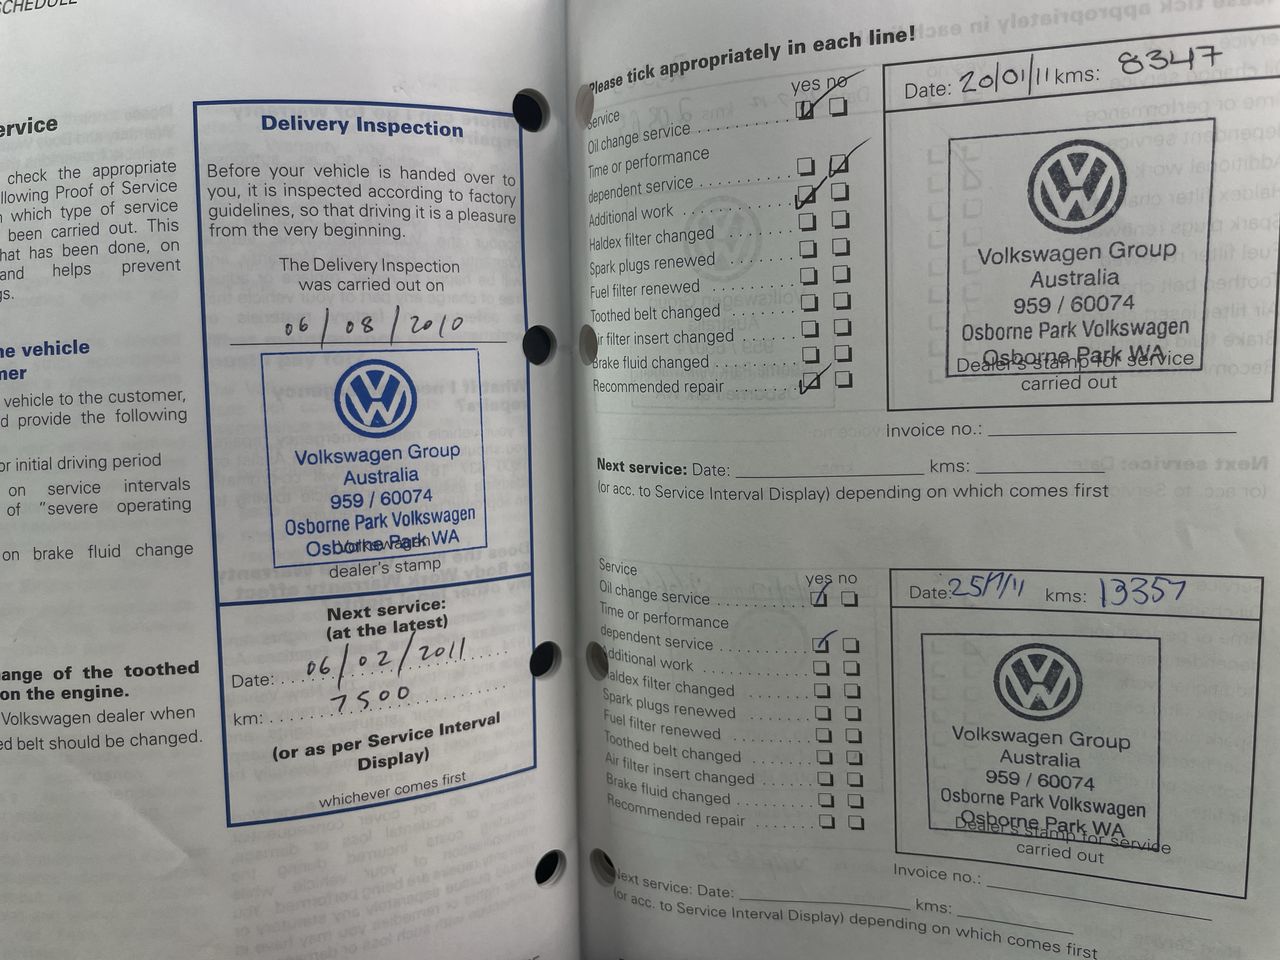 SCHEDULE
ervice
check the appropriate
llowing Proof of Service
which type of service
been carried out. This
hat has been done, on
and helps prevent
gs.
he vehicle
mer
vehicle to the customer,
d provide the following
or initial driving period
on service intervals
of "severe operating
on brake fluid change
ange of the toothed
on the engine.
Volkswagen dealer when
ed belt should be changed.
Delivery Inspection
Before your vehicle is handed over to
you, it is inspected according to factory
guidelines, so that driving it is a pleasure
from the very beginning.
The Delivery Inspection
was carried out on
06/08/2010
Volkswagen Group
Australia
959 / 60074
Osborne Park Volkswagen
Osborne Park WA
Volkswagen
dealer's stamp
Next service:
(at the latest)
Date: 06/02/2011
km: 7500
(or as per Service Interval
Display)
whichever comes first
Please tick appropriately in each line!
yes no
Service
Oil change service
Time or performance
dependent service
Additional work
Haldex filter changed
Spark plugs renewed
Fuel filter renewed
Toothed belt changed
Air filter insert changed
Brake fluid changed
Recommended repair
Date: 20/01/11 kms: 8347
Volkswagen Group
Australia
959 / 60074
Osborne Park Volkswagen
Osborne Park WA
Dealer's stamp for service
carried out
Invoice no.:
Next service: Date: kms:
(or acc. to Service Interval Display) depending on which comes first
Service
yes no
Oil change service
Time or performance
dependent service
Additional work
Haldex filter changed
Spark plugs renewed
Fuel filter renewed
Toothed belt changed
Air filter insert changed
Brake fluid changed
Recommended repair
Date: 25/7/11 kms: 13357
Volkswagen Group
Australia
959 / 60074
Osborne Park Volkswagen
Osborne Park WA
Dealer's stamp for service
carried out
Invoice no.:
Next service: Date: kms:
(or acc. to Service Interval Display) depending on which comes first